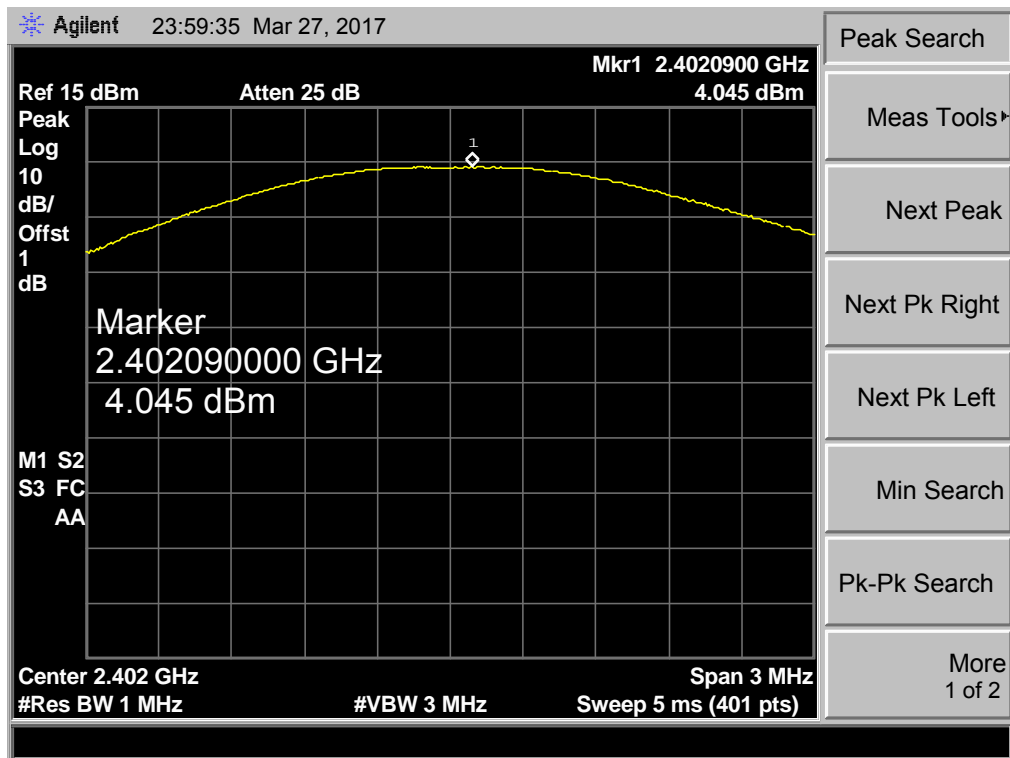 Agilent 23:59:35 Mar 27, 2017
Peak Search
Mkr1 2.4020900 GHz
Ref 15 dBm Atten 25 dB 4.045 dBm
Peak
Log
10
dB/
Offst
1
dB
1
Marker
2.402090000 GHz
4.045 dBm
M1 S2
S3 FC
AA
Center 2.402 GHz Span 3 MHz
#Res BW 1 MHz #VBW 3 MHz Sweep 5 ms (401 pts)
Meas Tools
Next Peak
Next Pk Right
Next Pk Left
Min Search
Pk-Pk Search
More
1 of 2